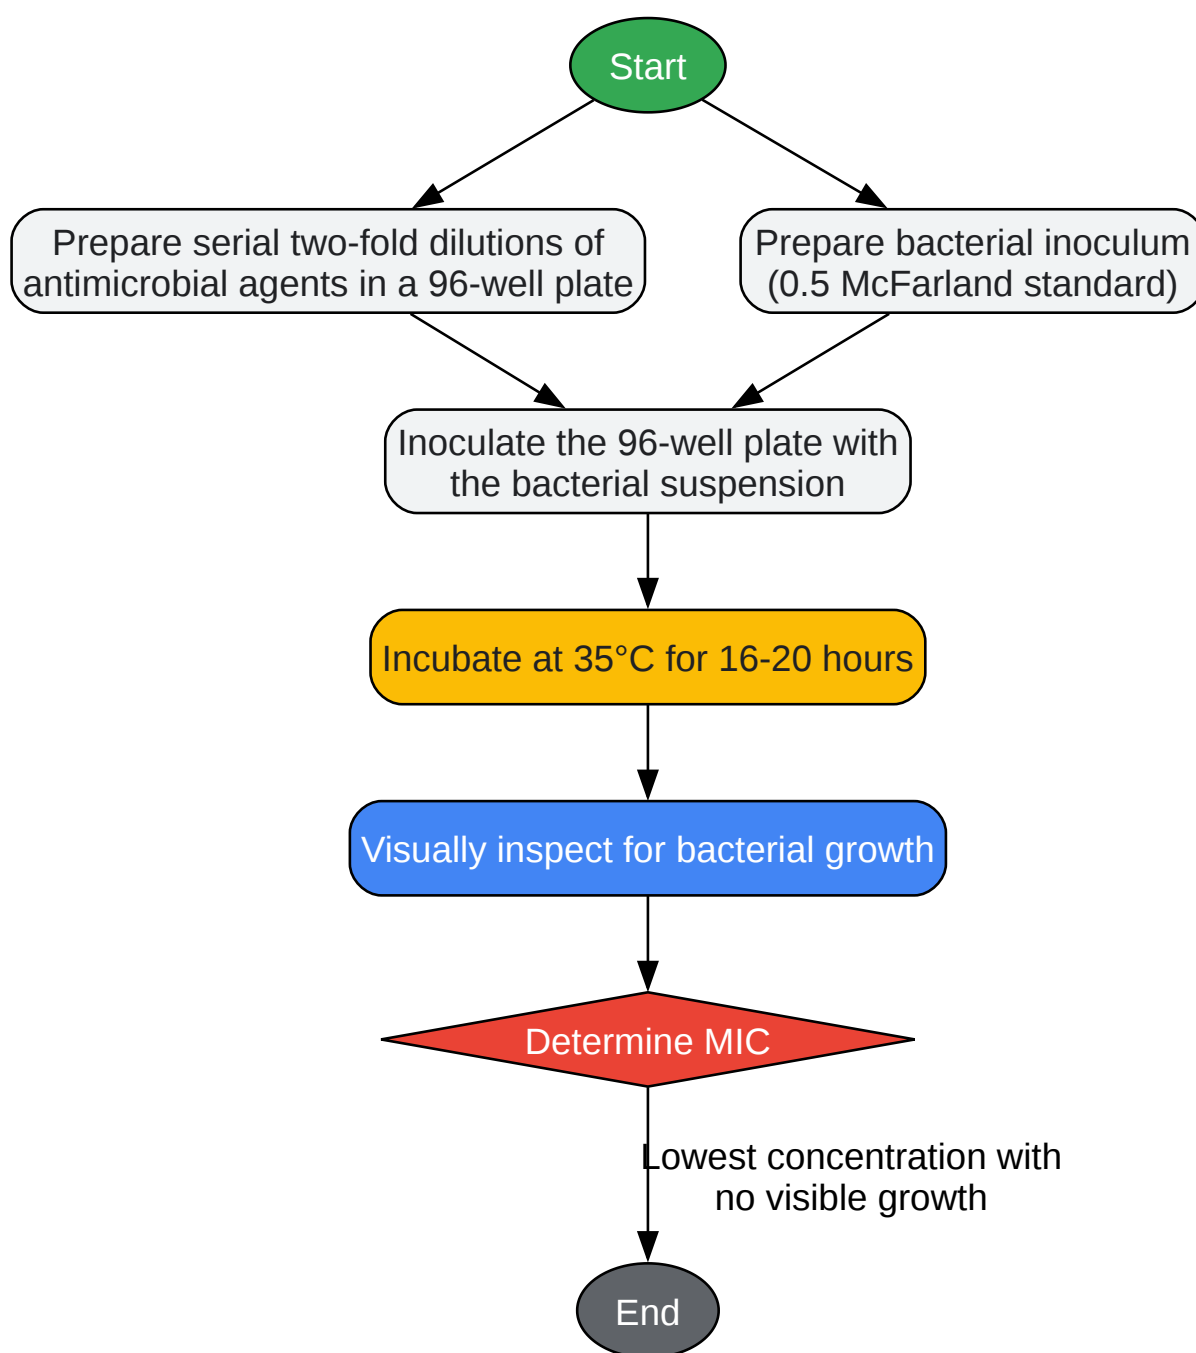 Start
Prepare serial two-fold dilutions of
antimicrobial agents in a 96-well plate
Prepare bacterial inoculum
(0.5 McFarland standard)
Inoculate the 96-well plate with
the bacterial suspension
Incubate at 35°C for 16-20 hours
Visually inspect for bacterial growth
Determine MIC
Lowest concentration with
no visible growth
End